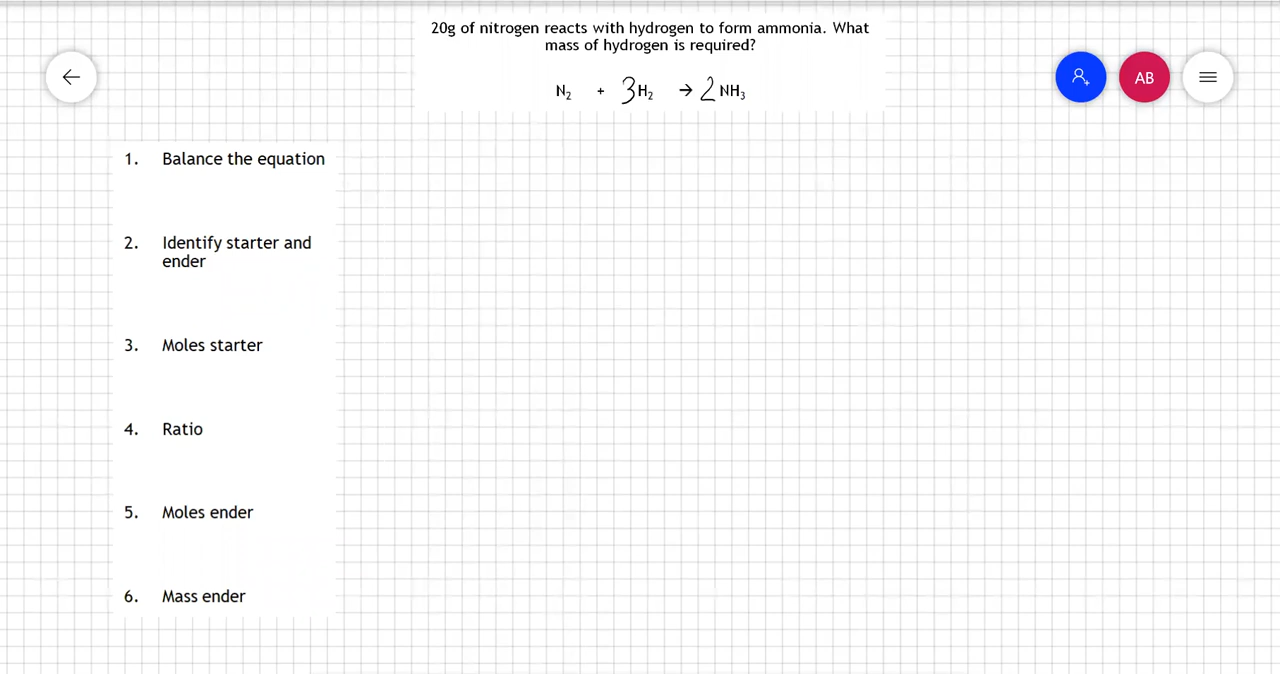 20g of nitrogen reacts with hydrogen to form ammonia. What
mass of hydrogen is required?
N₂ + 3H₂ → 2NH₃
AB
1. Balance the equation
2. Identify starter and
ender
3. Moles starter
4. Ratio
5. Moles ender
6. Mass ender